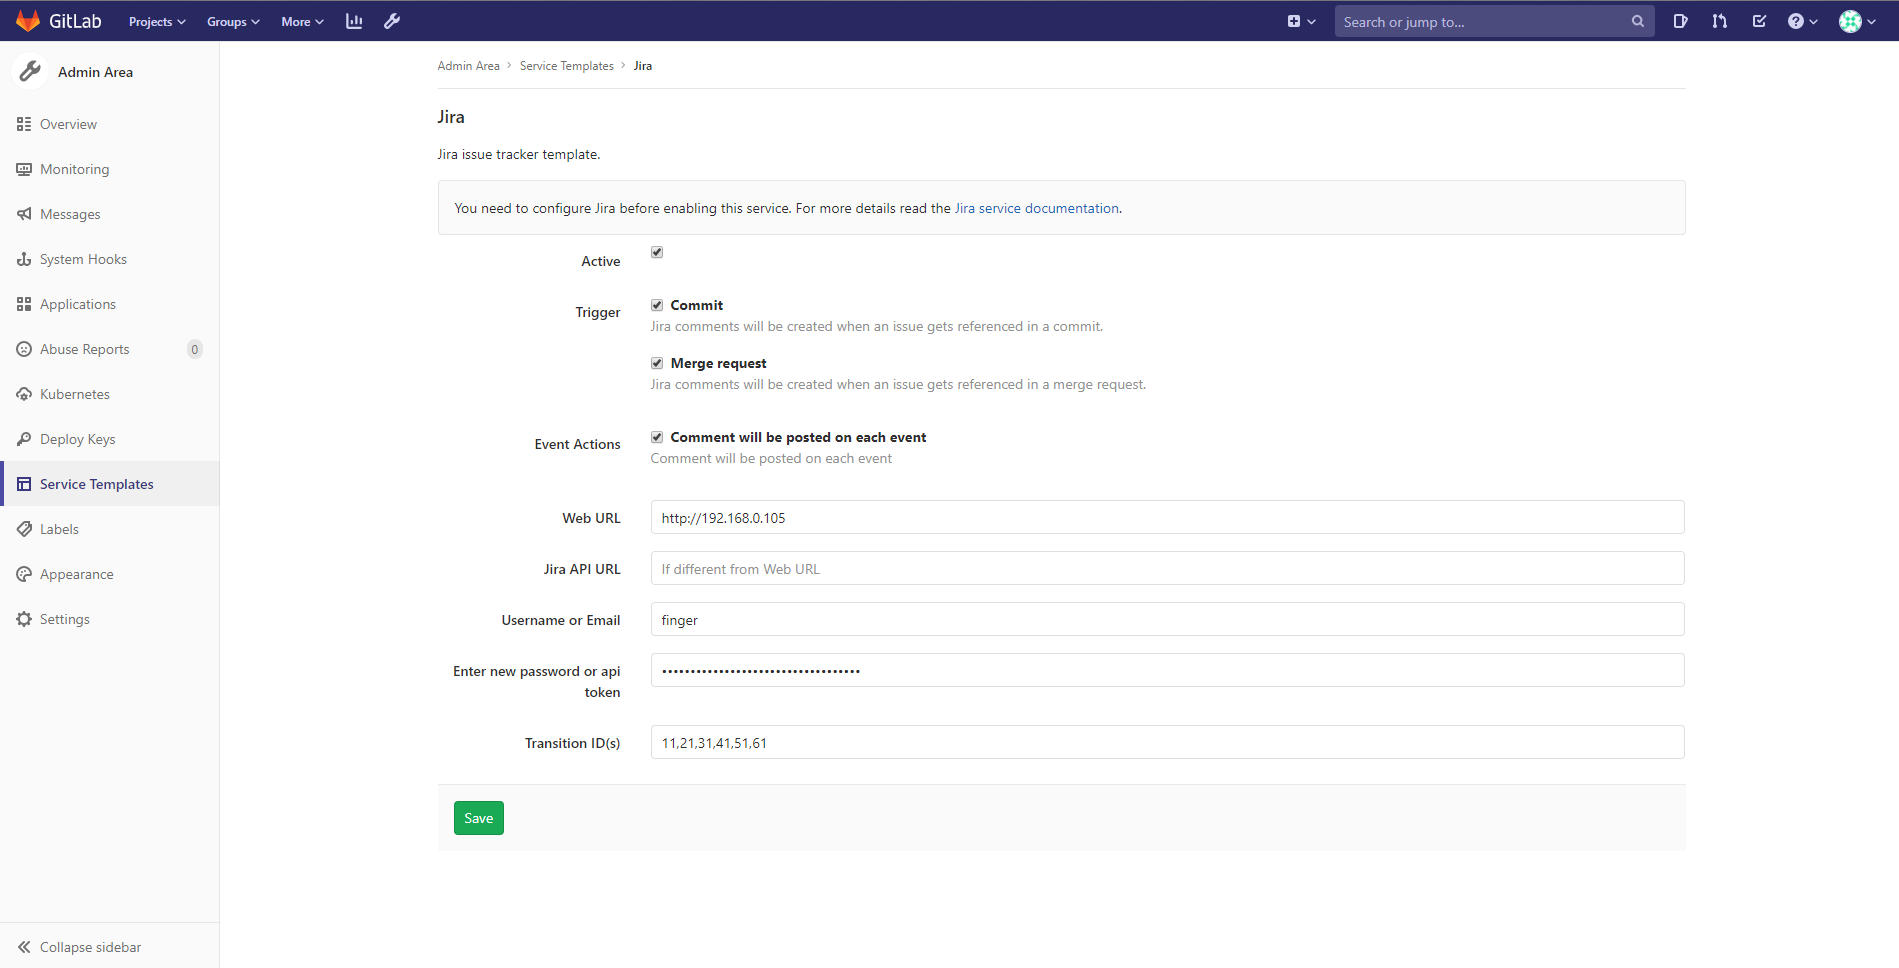 GitLab Projects Groups More Search or jump to...
Admin Area
Overview
Monitoring
Messages
System Hooks
Applications
Abuse Reports 0
Kubernetes
Deploy Keys
Service Templates
Labels
Appearance
Settings
Collapse sidebar
Admin Area > Service Templates > Jira
Jira
Jira issue tracker template.
You need to configure Jira before enabling this service. For more details read the Jira service documentation.
Active
Trigger Commit
Jira comments will be created when an issue gets referenced in a commit.
Merge request
Jira comments will be created when an issue gets referenced in a merge request.
Event Actions Comment will be posted on each event
Comment will be posted on each event
Web URL http://192.168.0.105
Jira API URL If different from Web URL
Username or Email finger
Enter new password or api
token
Transition ID(s) 11,21,31,41,51,61
Save